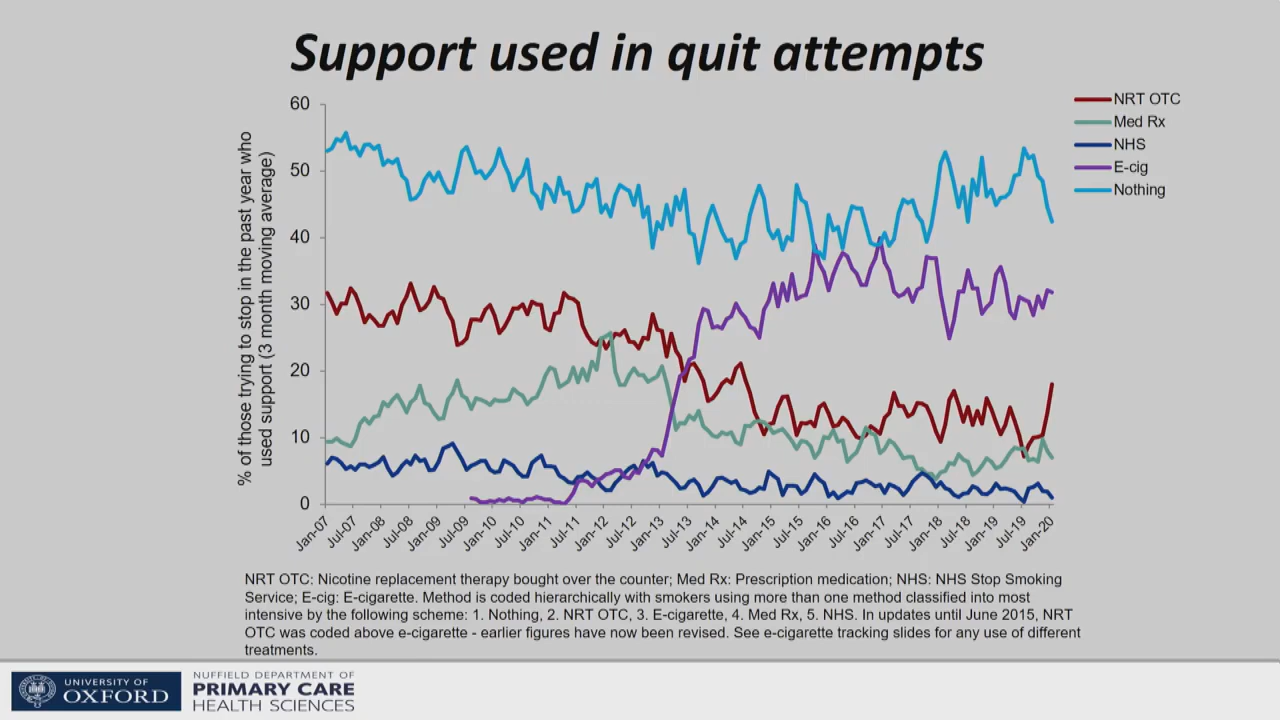 Support used in quit attempts
% of those trying to stop in the past year who
used support (3 month moving average)
60
50
40
30
20
10
0
Jan-07
Jul-07
Jan-08
Jul-08
Jan-09
Jul-09
Jan-10
Jul-10
Jan-11
Jul-11
Jan-12
Jul-12
Jan-13
Jul-13
Jan-14
Jul-14
Jan-15
Jul-15
Jan-16
Jul-16
Jan-17
Jul-17
Jan-18
Jul-18
Jan-19
Jul-19
Jan-20
NRT OTC
Med Rx
NHS
E-cig
Nothing
NRT OTC: Nicotine replacement therapy bought over the counter; Med Rx: Prescription medication; NHS: NHS Stop Smoking
Service; E-cig: E-cigarette. Method is coded hierarchically with smokers using more than one method classified into most
intensive by the following scheme: 1. Nothing, 2. NRT OTC, 3. E-cigarette, 4. Med Rx, 5. NHS. In updates until June 2015, NRT
OTC was coded above e-cigarette - earlier figures have now been revised. See e-cigarette tracking slides for any use of different
treatments.
UNIVERSITY OF
OXFORD
NUFFIELD DEPARTMENT OF
PRIMARY CARE
HEALTH SCIENCES